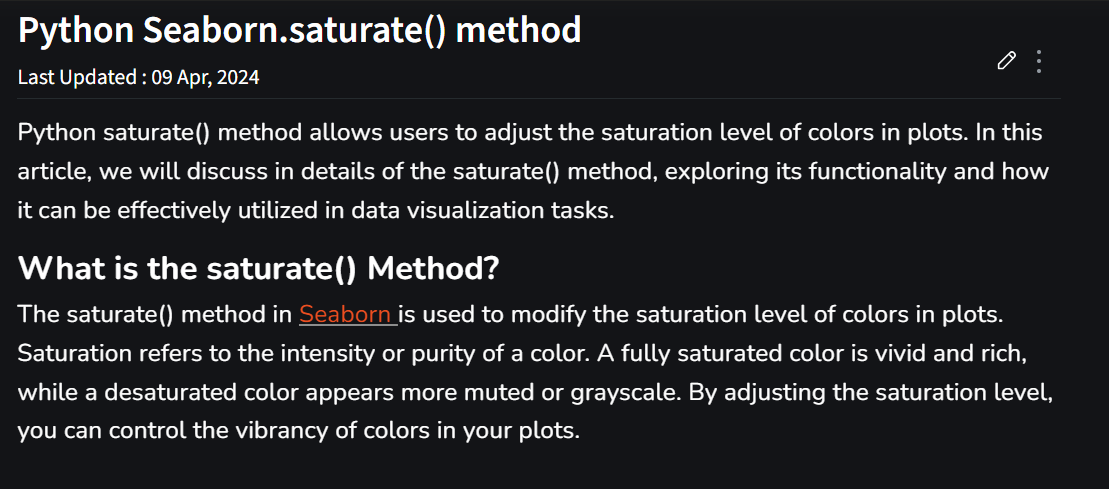 Python Seaborn.saturate() method
Last Updated : 09 Apr, 2024
Python saturate() method allows users to adjust the saturation level of colors in plots. In this
article, we will discuss in details of the saturate() method, exploring its functionality and how
it can be effectively utilized in data visualization tasks.
What is the saturate() Method?
The saturate() method in Seaborn is used to modify the saturation level of colors in plots.
Saturation refers to the intensity or purity of a color. A fully saturated color is vivid and rich,
while a desaturated color appears more muted or grayscale. By adjusting the saturation level,
you can control the vibrancy of colors in your plots.